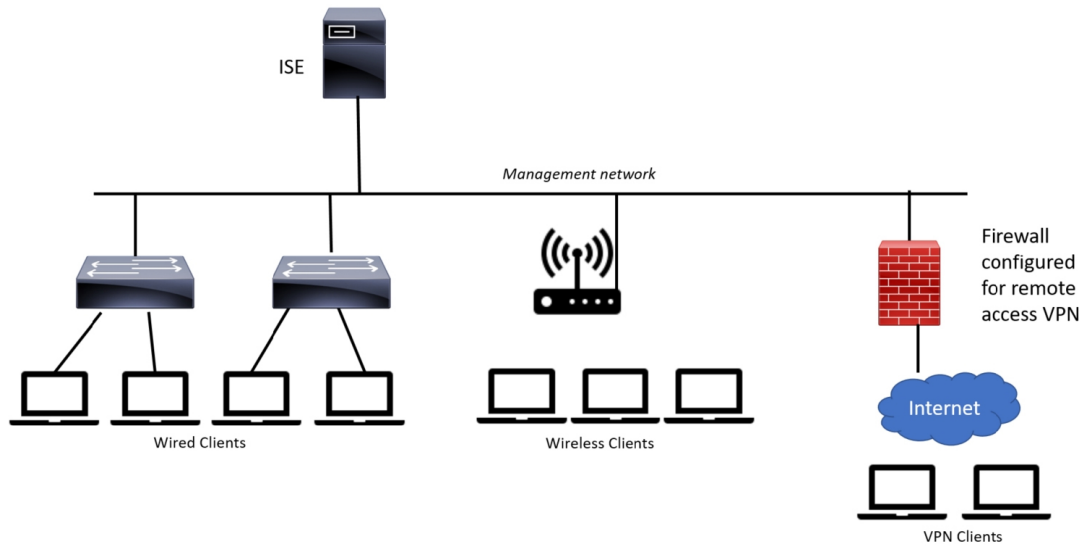 ISE
Management network
Firewall
configured
for remote
access VPN
Internet
Wired Clients
Wireless Clients
VPN Clients